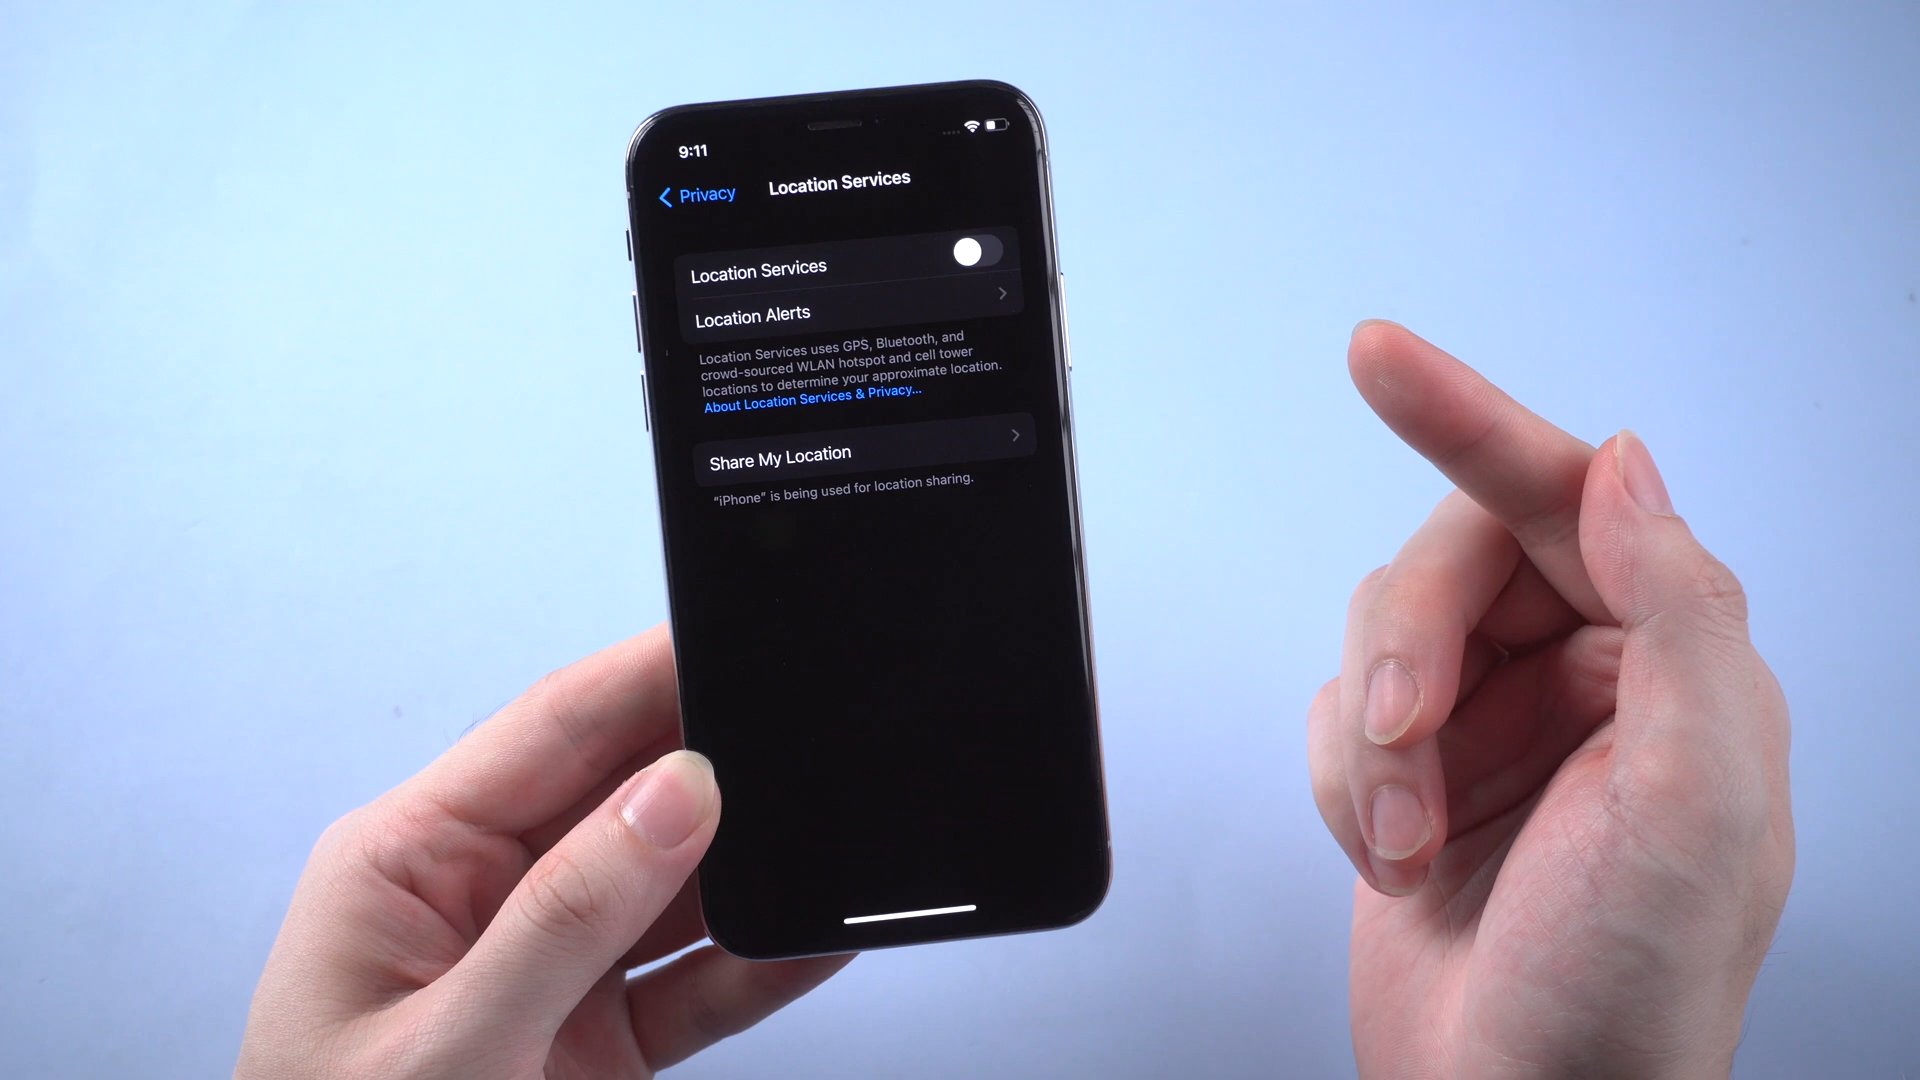 9:11
Privacy
Location Services
Location Services
Location Alerts
Location Services uses GPS, Bluetooth, and
crowd-sourced WLAN hotspot and cell tower
locations to determine your approximate location.
About Location Services & Privacy...
Share My Location
“iPhone” is being used for location sharing.